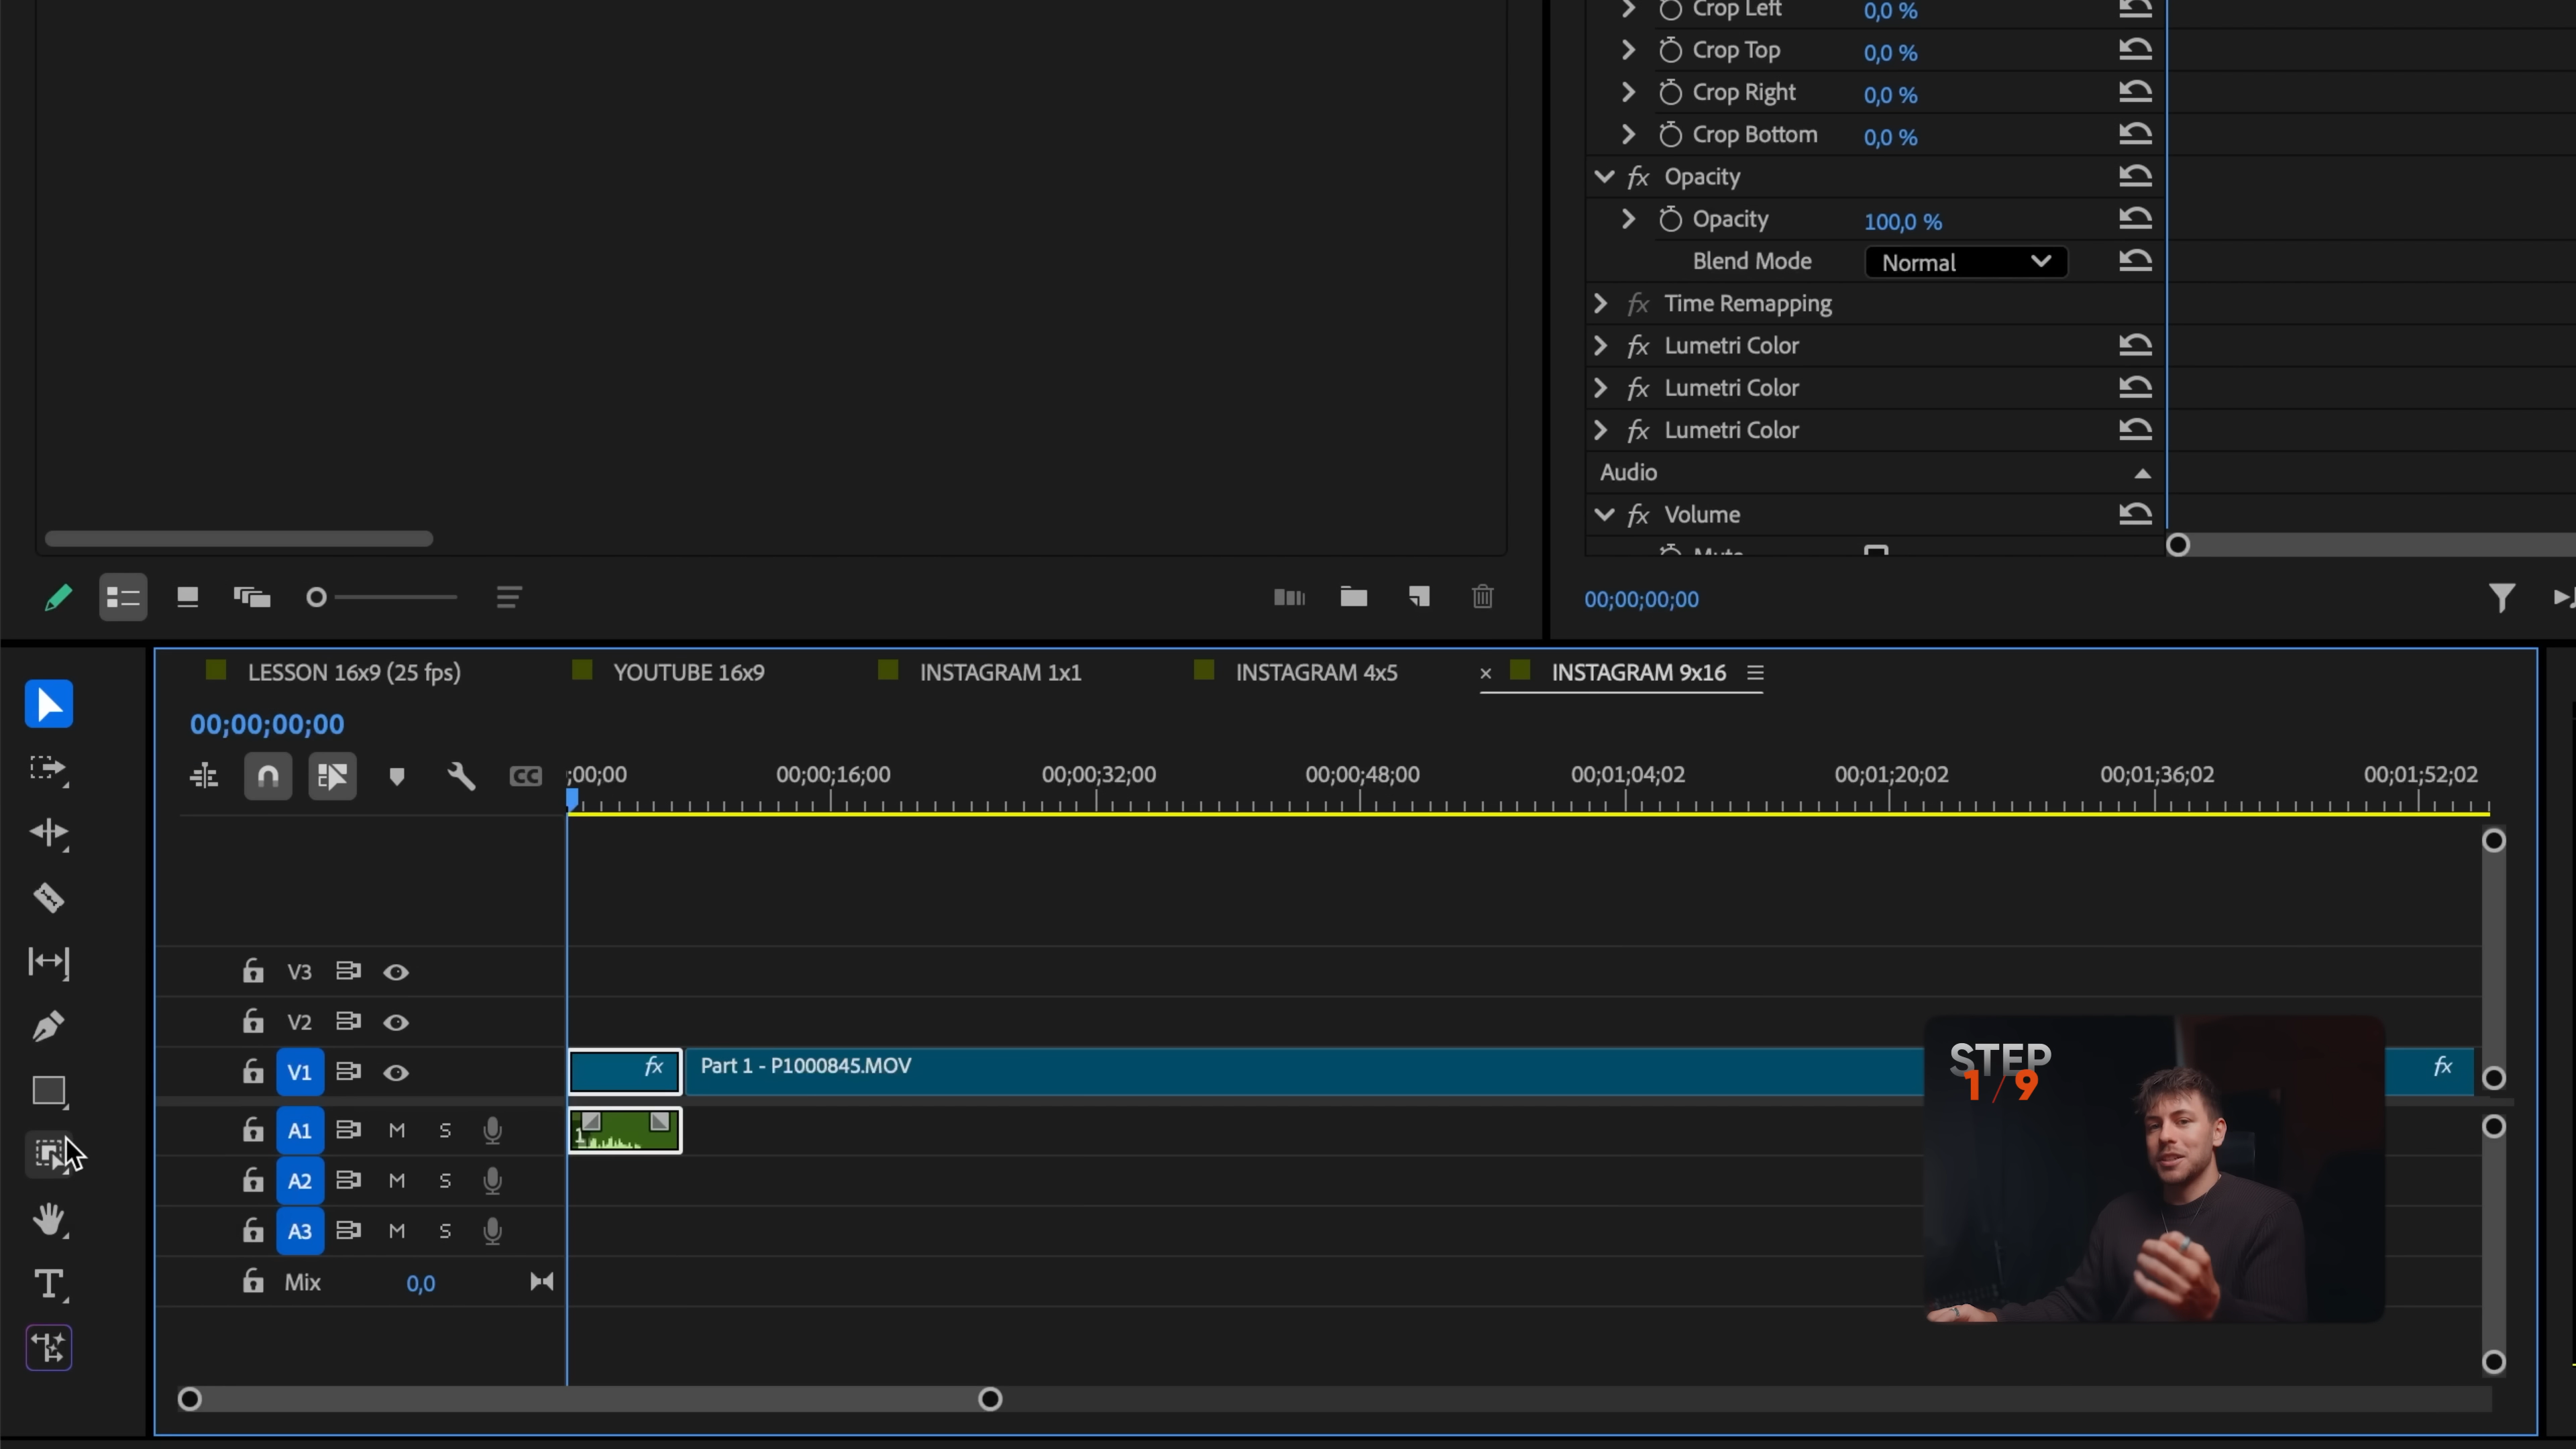 Crop Left 0,0 %
Crop Top 0,0 %
Crop Right 0,0 %
Crop Bottom 0,0 %
fx Opacity
Opacity 100,0 %
Blend Mode Normal
fx Time Remapping
fx Lumetri Color
fx Lumetri Color
fx Lumetri Color
Audio
fx Volume
Mute
00;00;00;00
LESSON 16x9 (25 fps) YOUTUBE 16x9 INSTAGRAM 1x1 INSTAGRAM 4x5 × INSTAGRAM 9x16
00;00;00;00
CC ;00;00 00;00;16;00 00;00;32;00 00;00;48;00 00;01;04;02 00;01;20;02 00;01;36;02 00;01;52;02
V3
V2
V1 fx Part 1 - P1000845.MOV fx
STEP
1/9
A1 M S
A2 M S
A3 M S
Mix 0,0
T